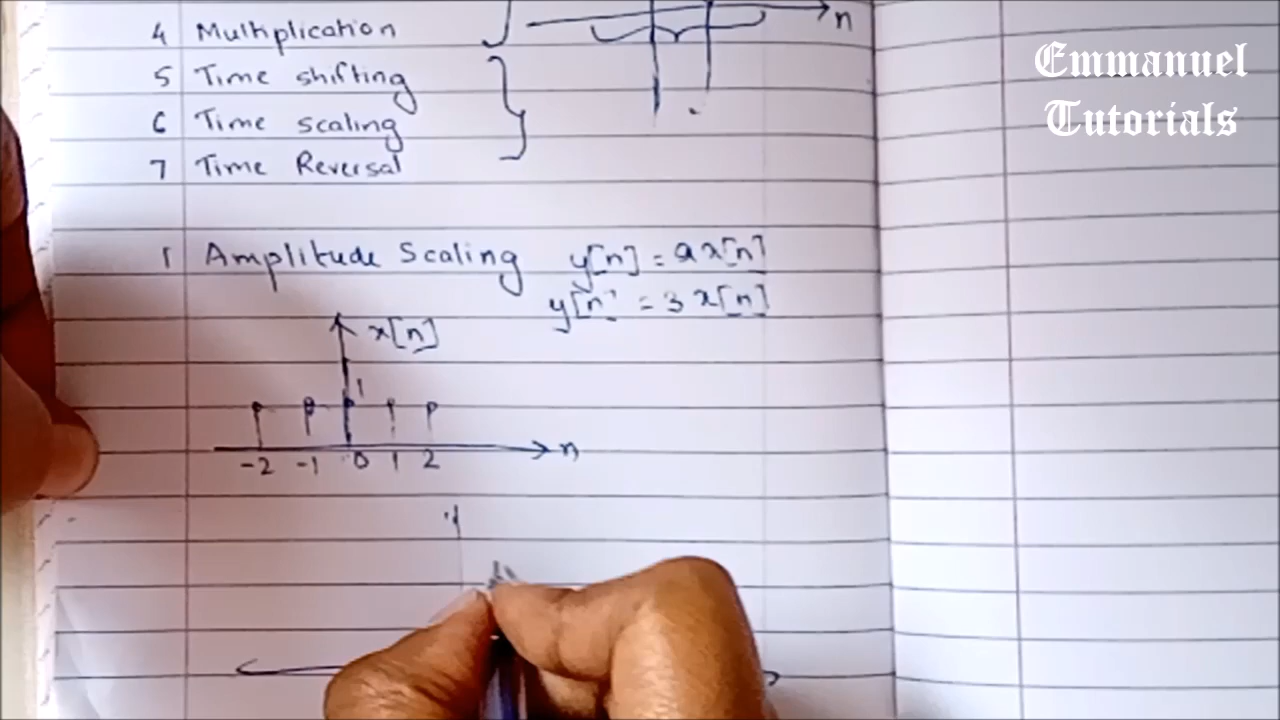 4 Multiplication
n
5 Time shifting
6 Time scaling
7 Time Reversal
Emmanuel
Tutorials
1 Amplitude Scaling y[n] = a x[n]
y[n] = 3 x[n]
x[n]
1
n
-2 -1 0 1 2